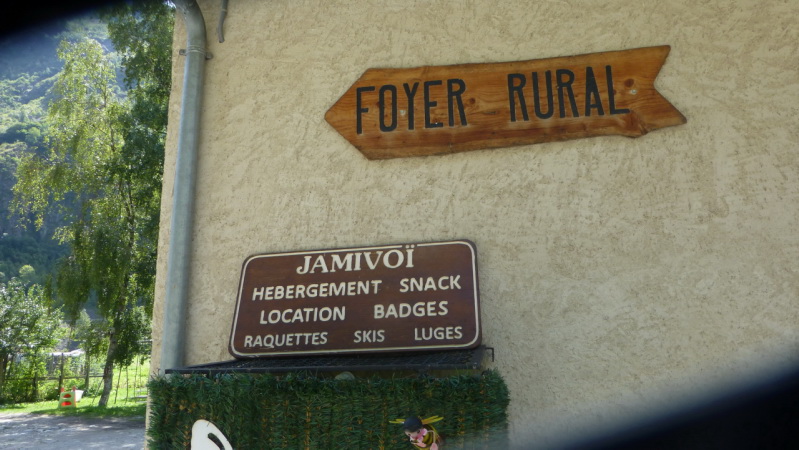 FOYER RURAL
JAMIVOÏ
HEBERGEMENT SNACK
LOCATION BADGES
RAQUETTES SKIS LUGES